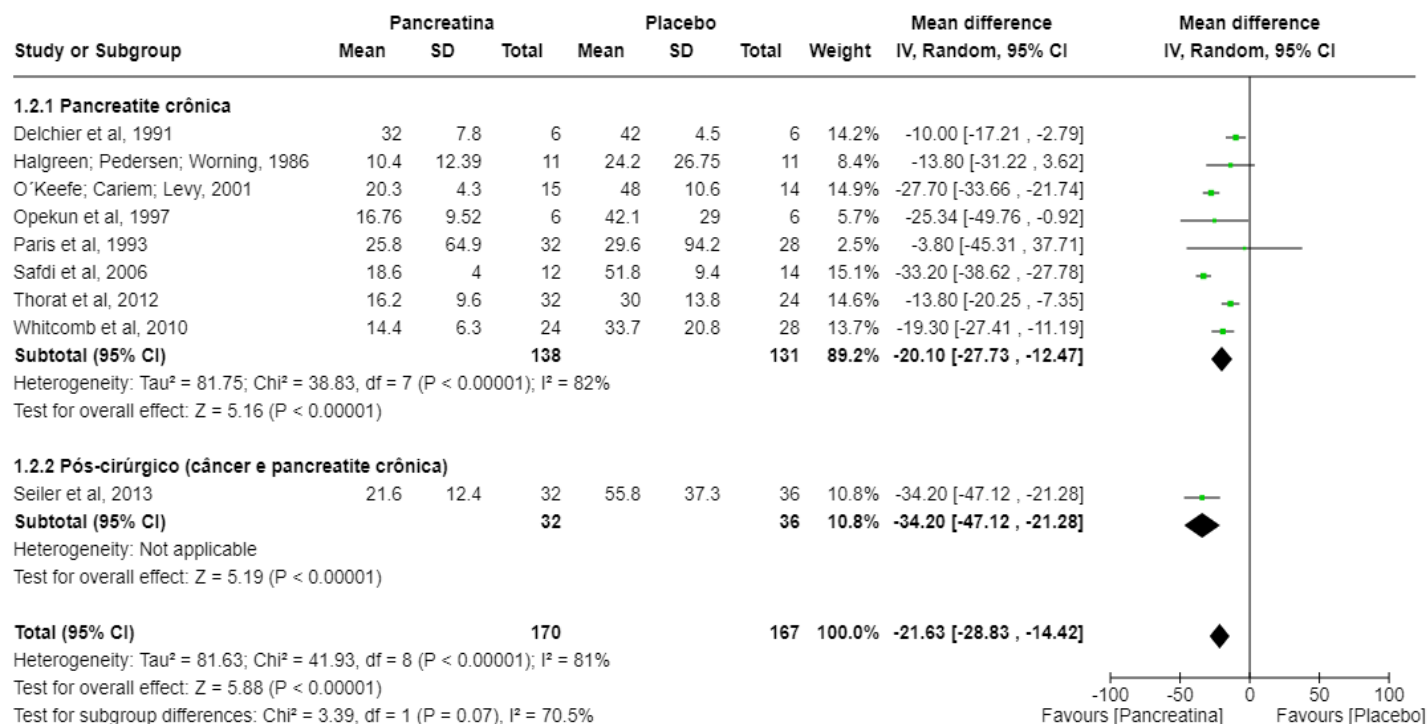 Pancreatina Placebo Mean difference Mean difference
Study or Subgroup Mean SD Total Mean SD Total Weight IV, Random, 95% CI IV, Random, 95% CI
1.2.1 Pancreatite crônica
Delchier et al, 1991 32 7.8 6 42 4.5 6 14.2% -10.00 [-17.21 , -2.79]
Halgreen; Pedersen; Worning, 1986 10.4 12.39 11 24.2 26.75 11 8.4% -13.80 [-31.22 , 3.62]
O´Keefe; Cariem; Levy, 2001 20.3 4.3 15 48 10.6 14 14.9% -27.70 [-33.66 , -21.74]
Opekun et al, 1997 16.76 9.52 6 42.1 29 6 5.7% -25.34 [-49.76 , -0.92]
Paris et al, 1993 25.8 64.9 32 29.6 94.2 28 2.5% -3.80 [-45.31 , 37.71]
Safdi et al, 2006 18.6 4 12 51.8 9.4 14 15.1% -33.20 [-38.62 , -27.78]
Thorat et al, 2012 16.2 9.6 32 30 13.8 24 14.6% -13.80 [-20.25 , -7.35]
Whitcomb et al, 2010 14.4 6.3 24 33.7 20.8 28 13.7% -19.30 [-27.41 , -11.19]
Subtotal (95% CI) 138 131 89.2% -20.10 [-27.73 , -12.47]
Heterogeneity: Tau² = 81.75; Chi² = 38.83, df = 7 (P < 0.00001); I² = 82%
Test for overall effect: Z = 5.16 (P < 0.00001)
1.2.2 Pós-cirúrgico (câncer e pancreatite crônica)
Seiler et al, 2013 21.6 12.4 32 55.8 37.3 36 10.8% -34.20 [-47.12 , -21.28]
Subtotal (95% CI) 32 36 10.8% -34.20 [-47.12 , -21.28]
Heterogeneity: Not applicable
Test for overall effect: Z = 5.19 (P < 0.00001)
Total (95% CI) 170 167 100.0% -21.63 [-28.83 , -14.42]
Heterogeneity: Tau² = 81.63; Chi² = 41.93, df = 8 (P < 0.00001); I² = 81%
Test for overall effect: Z = 5.88 (P < 0.00001)
Test for subgroup differences: Chi² = 3.39, df = 1 (P = 0.07), I² = 70.5%
-100 -50 0 50 100
Favours [Pancreatina] Favours [Placebo]